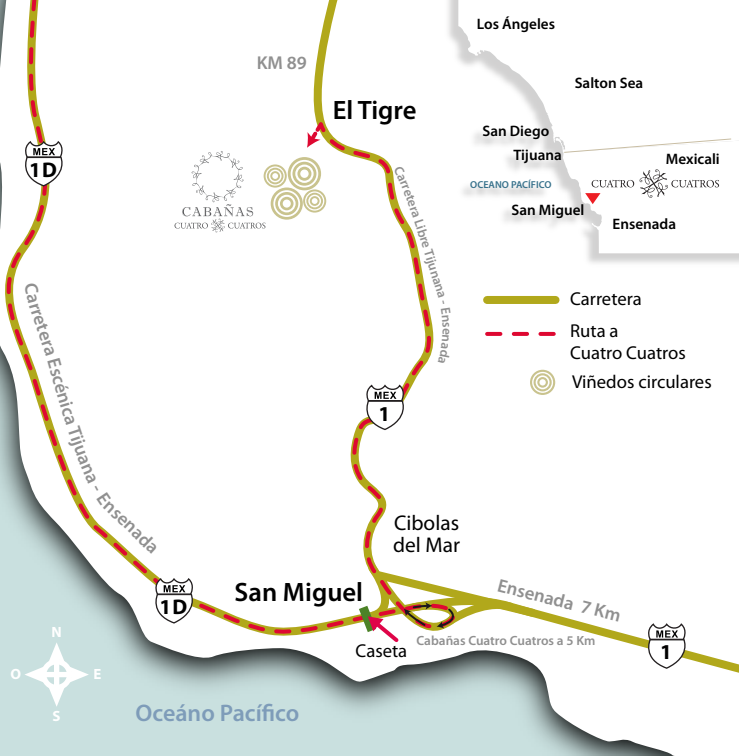 Los Ángeles
Salton Sea
San Diego
Tijuana
Mexicali
OCEANO PACÍFICO
CUATRO CUATROS
San Miguel
Ensenada
KM 89
El Tigre
MEX
1D
CABAÑAS
CUATRO CUATROS
Carretera Libre Tijunana - Ensenada
Carretera
Ruta a
Cuatro Cuatros
Viñedos circulares
Carretera Escénica Tijuana - Ensenada
MEX
1
Cibolas
del Mar
San Miguel
MEX
1D
Ensenada 7 Km
Cabañas Cuatro Cuatros a 5 Km
Caseta
MEX
1
N
O
E
S
Oceáno Pacífico